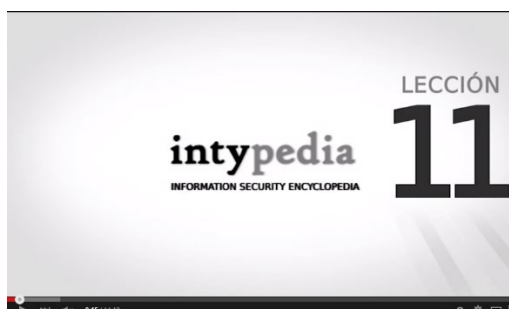 LECCIÓN
11
intypedia
INFORMATION SECURITY ENCYCLOPEDIA